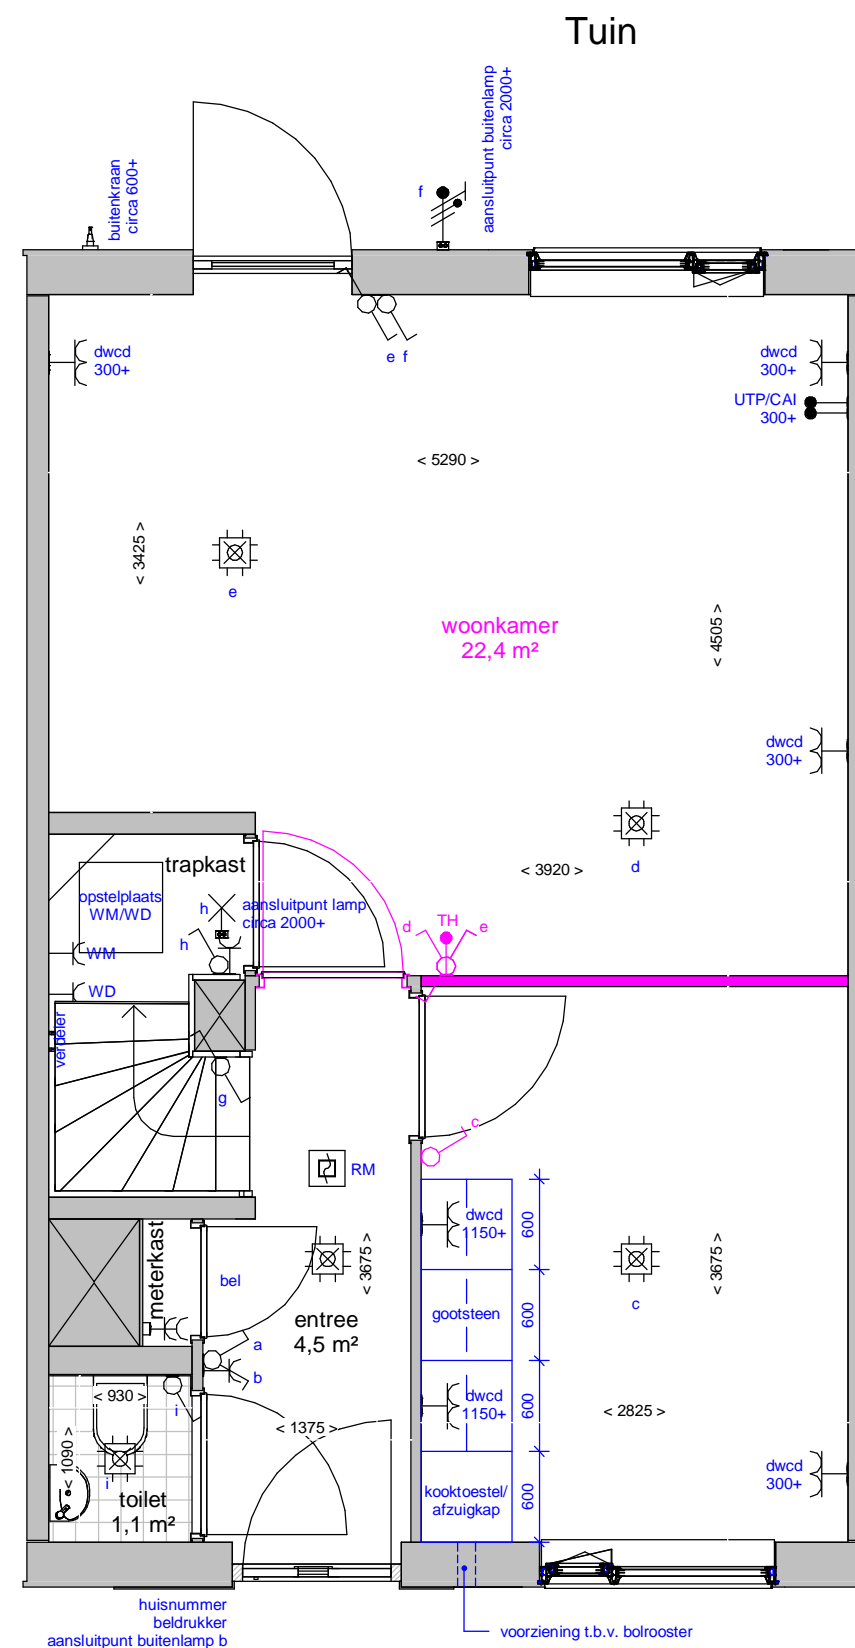 Tuin
buitenkraan
circa 600+
aansluitpunt buitenlamp
circa 2000+
f
e f
dwcd
300+
dwcd
300+
UTP/CAI
300+
< 5290 >
< 3425 >
e
woonkamer
22,4 m²
< 4505 >
dwcd
300+
d
< 3920 >
trapkast
opstelplaats
WM/WD
h
aansluitpunt lamp
circa 2000+
h
WM
WD
d
TH
e
verdeler
g
c
RM
meterkast
bel
< 3675 >
entree
4,5 m²
a
b
dwcd
1150+
600
gootsteen
600
dwcd
1150+
600
kooktoestel/
afzuigkap
600
< 3675 >
c
< 2825 >
dwcd
300+
< 930 >
i
< 1090 >
i
toilet
1,1 m²
< 1375 >
huisnummer
beldrukker
aansluitpunt buitenlamp b
voorziening t.b.v. bolrooster